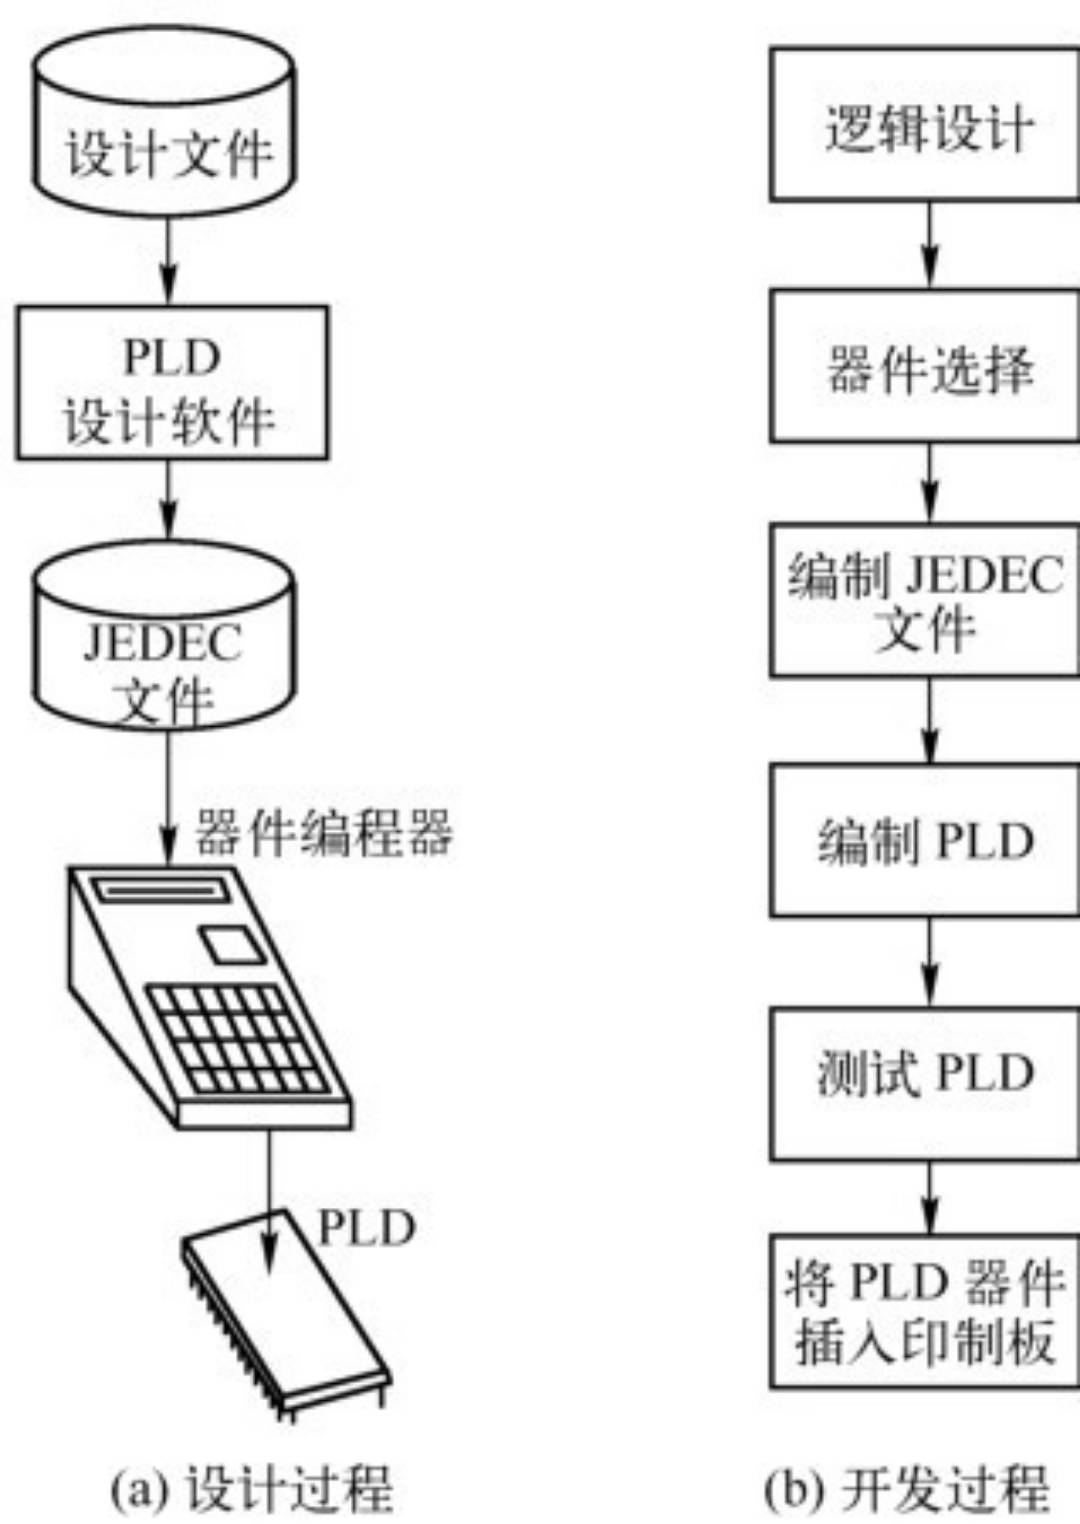 设计文件
PLD
设计软件
JEDEC
文件
器件编程器
PLD
(a) 设计过程
逻辑设计
器件选择
编制 JEDEC
文件
编制 PLD
测试 PLD
将 PLD 器件
插入印制板
(b) 开发过程